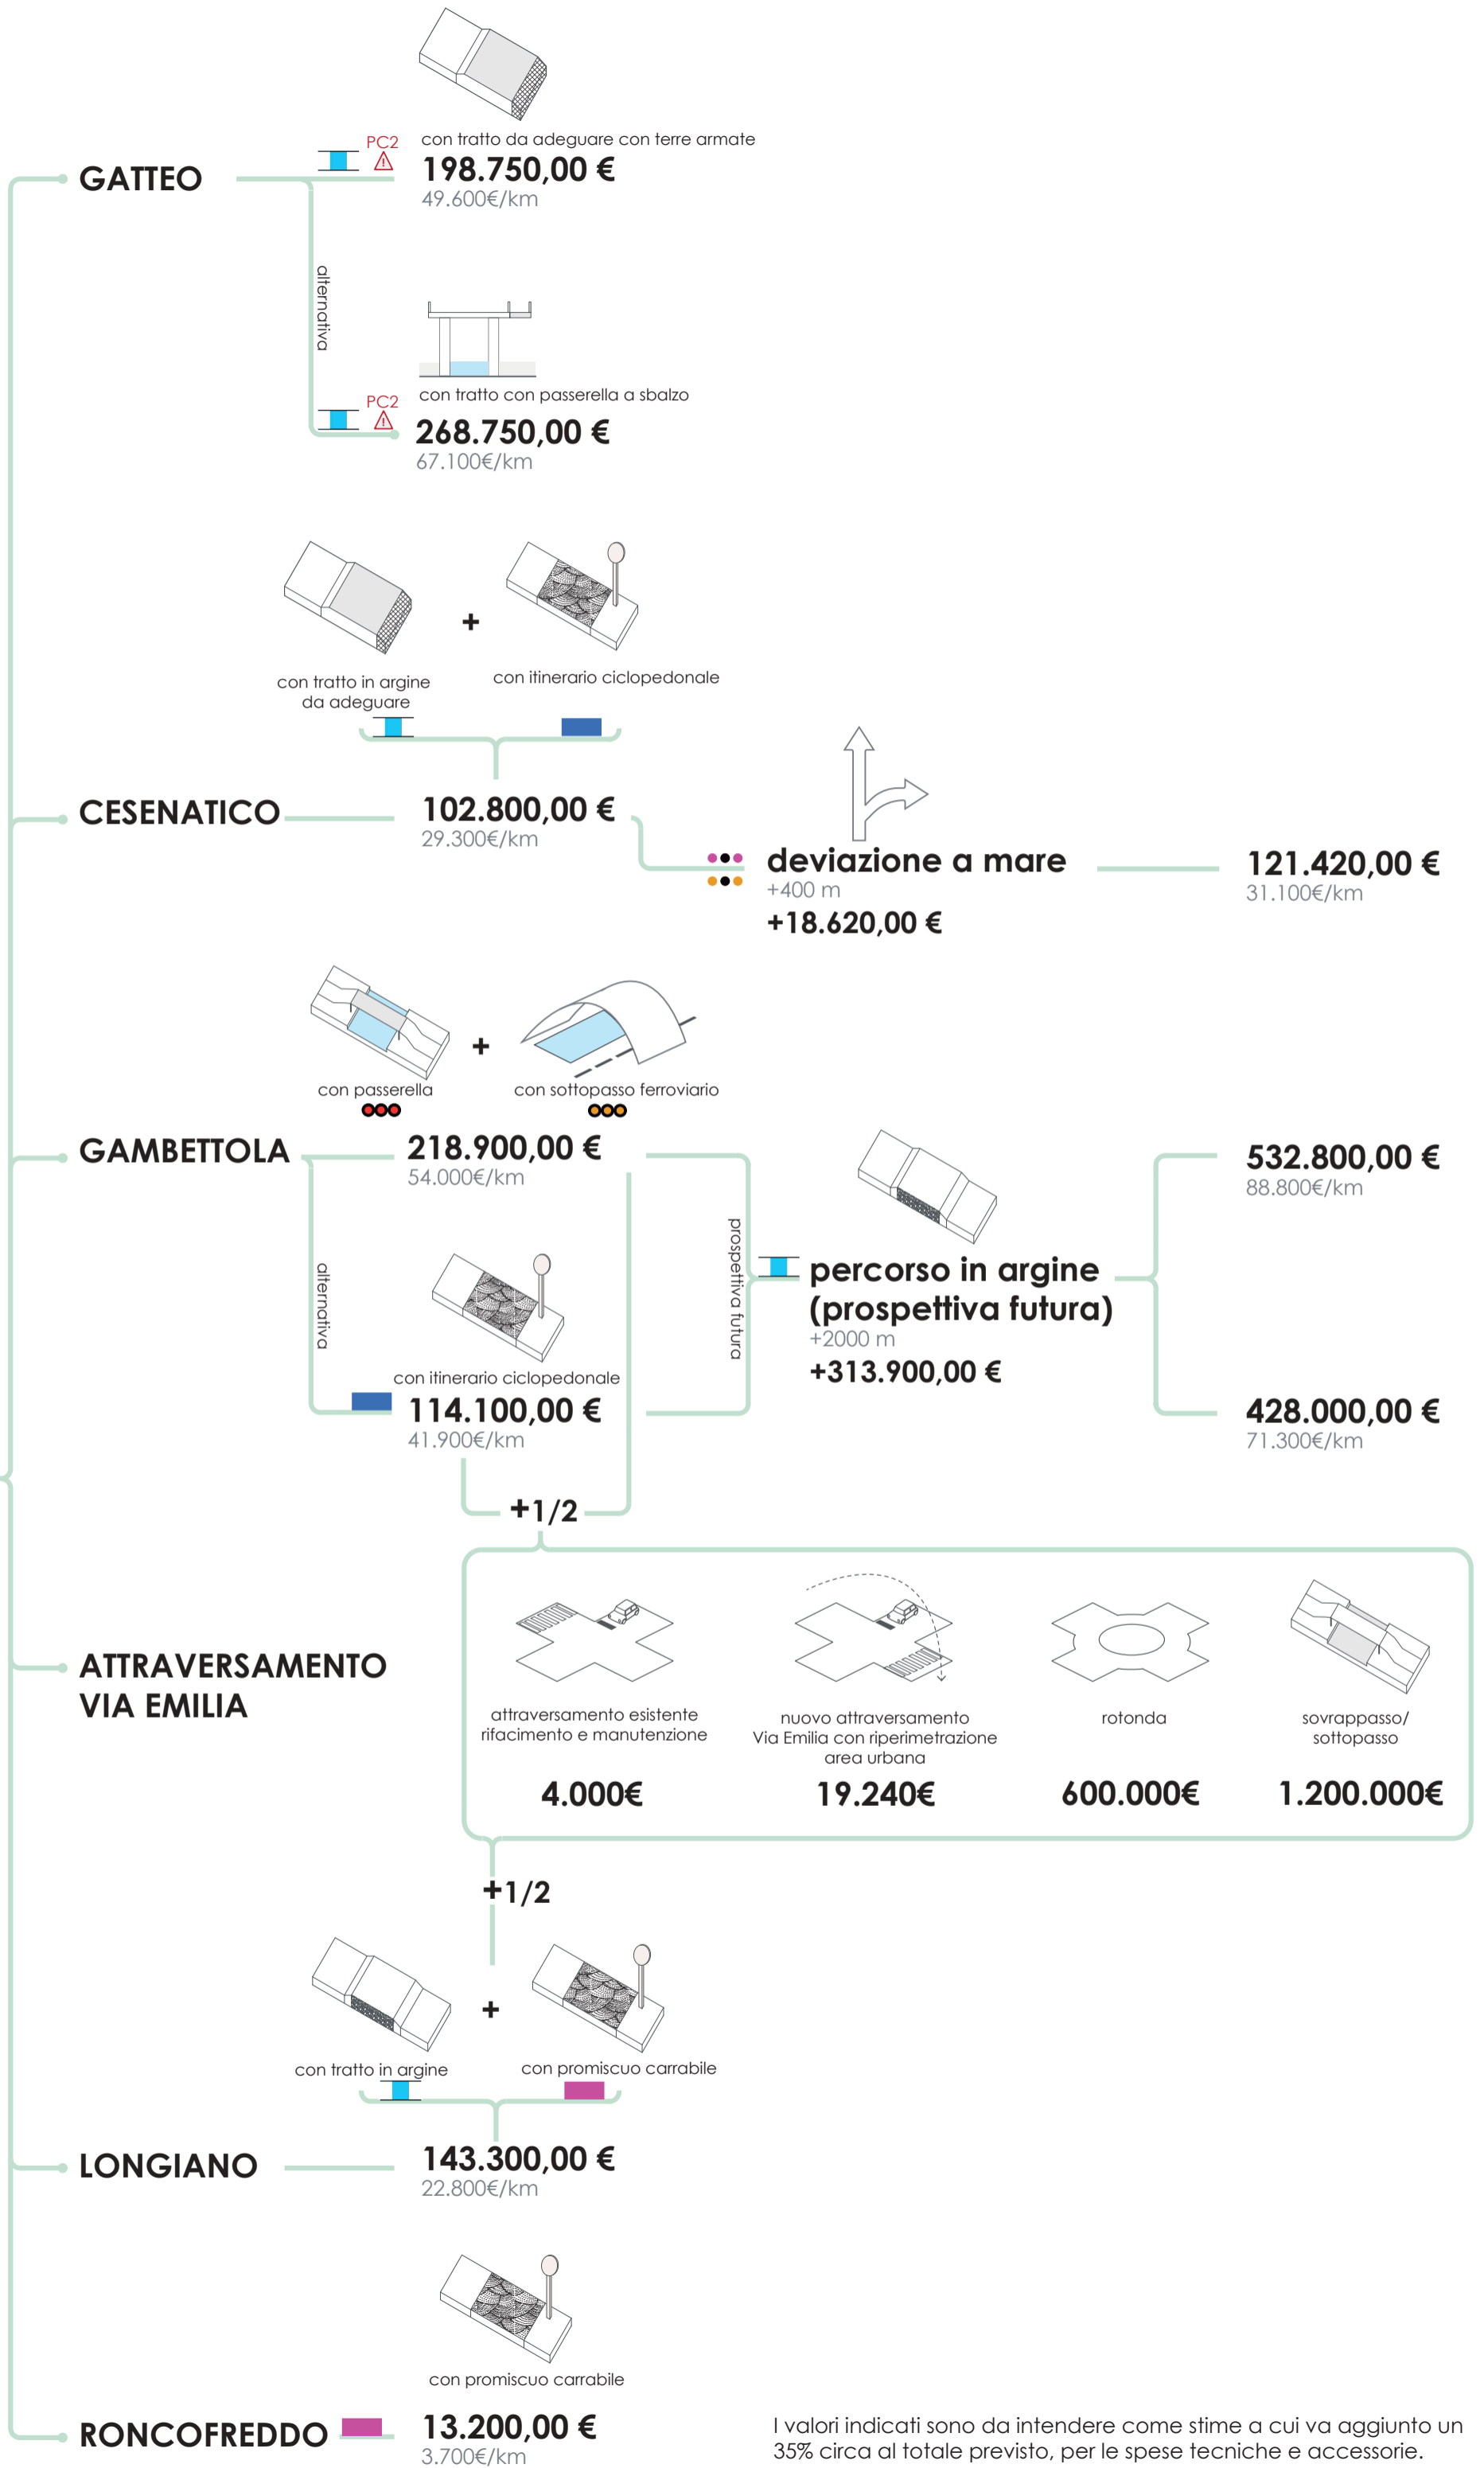 PC2
con tratto da adeguare con terre armate
GATTEO
198.750,00 €
49.600€/km
alternativa
PC2
con tratto con passerella a sbalzo
268.750,00 €
67.100€/km
+
con tratto in argine
da adeguare
con itinerario ciclopedonale
CESENATICO
102.800,00 €
29.300€/km
deviazione a mare
+400 m
+18.620,00 €
121.420,00 €
31.100€/km
+
con passerella
con sottopasso ferroviario
GAMBETTOLA
218.900,00 €
54.000€/km
alternativa
con itinerario ciclopedonale
114.100,00 €
41.900€/km
prospettiva futura
percorso in argine
(prospettiva futura)
+2000 m
+313.900,00 €
532.800,00 €
88.800€/km
428.000,00 €
71.300€/km
+1/2
ATTRAVERSAMENTO
VIA EMILIA
attraversamento esistente
rifacimento e manutenzione
4.000€
nuovo attraversamento
Via Emilia con riperimetrazione
area urbana
19.240€
rotonda
600.000€
sovrappasso/
sottopasso
1.200.000€
+1/2
+
con tratto in argine
con promiscuo carrabile
LONGIANO
143.300,00 €
22.800€/km
con promiscuo carrabile
RONCOFREDDO
13.200,00 €
3.700€/km
I valori indicati sono da intendere come stime a cui va aggiunto un
35% circa al totale previsto, per le spese tecniche e accessorie.